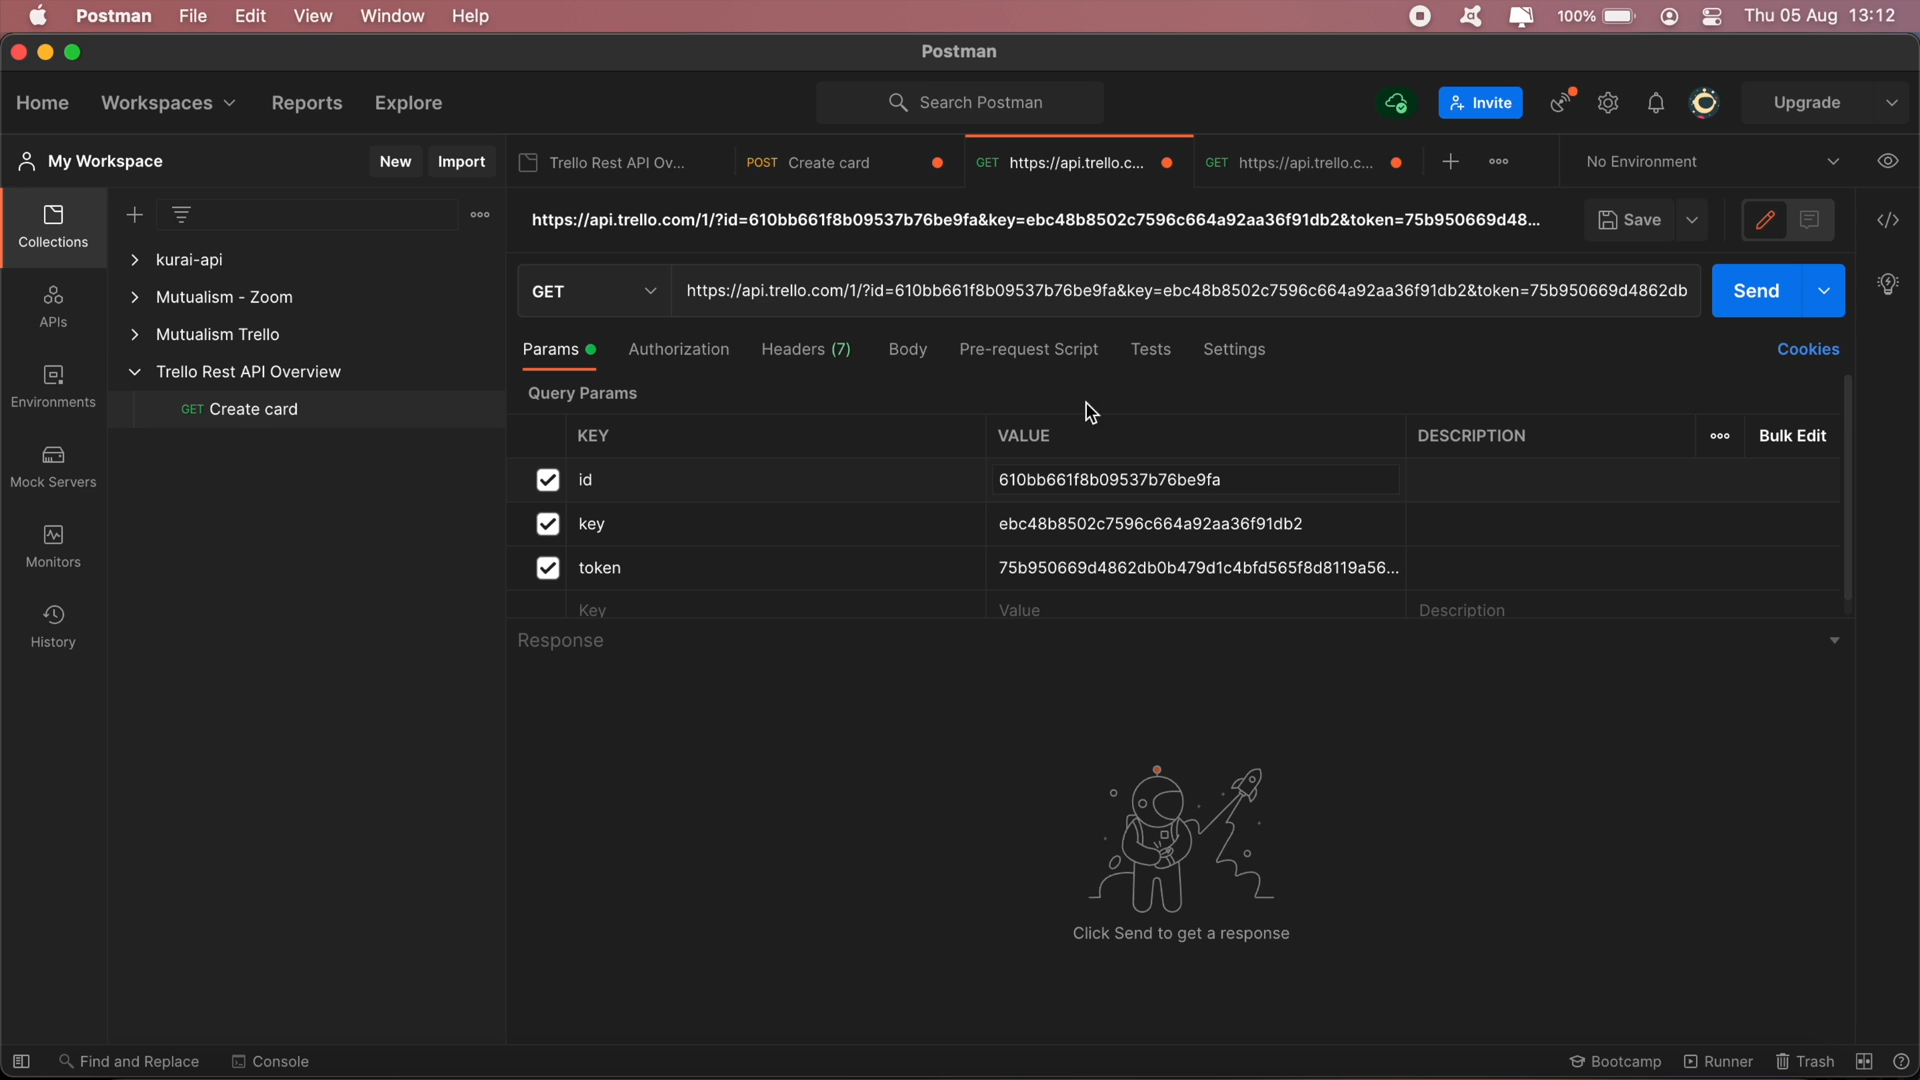 Postman File Edit View Window Help 100% Thu 05 Aug 13:12
Postman
Home Workspaces Reports Explore Search Postman Invite Upgrade
My Workspace New Import Trello Rest API Ov... POST Create card GET https://api.trello.c... GET https://api.trello.c... No Environment
Collections
APIs
Environments
Mock Servers
Monitors
History
kurai-api
Mutualism - Zoom
Mutualism Trello
Trello Rest API Overview
GET Create card
https://api.trello.com/1/?id=610bb661f8b09537b76be9fa&key=ebc48b8502c7596c664a92aa36f91db2&token=75b950669d48... Save
GET https://api.trello.com/1/?id=610bb661f8b09537b76be9fa&key=ebc48b8502c7596c664a92aa36f91db2&token=75b950669d4862db Send
Params Authorization Headers (7) Body Pre-request Script Tests Settings Cookies
Query Params
KEY VALUE DESCRIPTION Bulk Edit
id 610bb661f8b09537b76be9fa
key ebc48b8502c7596c664a92aa36f91db2
token 75b950669d4862db0b479d1c4bfd565f8d8119a56...
Key Value Description
Response
Click Send to get a response
Find and Replace Console Bootcamp Runner Trash